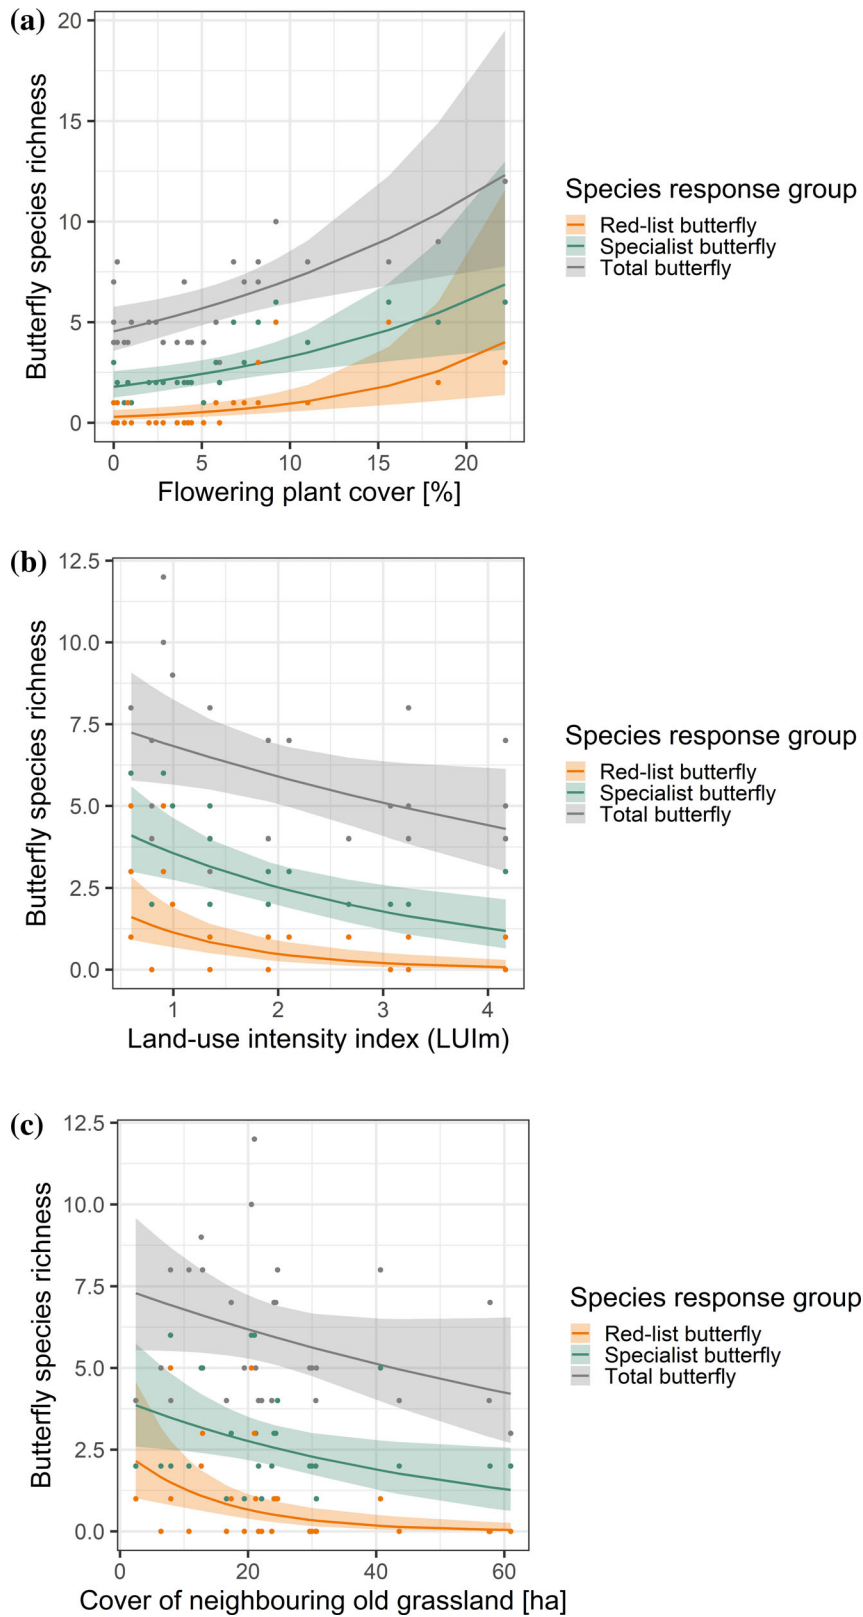 (a)
20
15
10
5
0
Butterfly species richness
0 5 10 15 20
Flowering plant cover [%]
Species response group
Red-list butterfly
Specialist butterfly
Total butterfly
(b)
12.5
10.0
7.5
5.0
2.5
0.0
Butterfly species richness
1 2 3 4
Land-use intensity index (LUIm)
Species response group
Red-list butterfly
Specialist butterfly
Total butterfly
(c)
12.5
10.0
7.5
5.0
2.5
0.0
Butterfly species richness
0 20 40 60
Cover of neighbouring old grassland [ha]
Species response group
Red-list butterfly
Specialist butterfly
Total butterfly